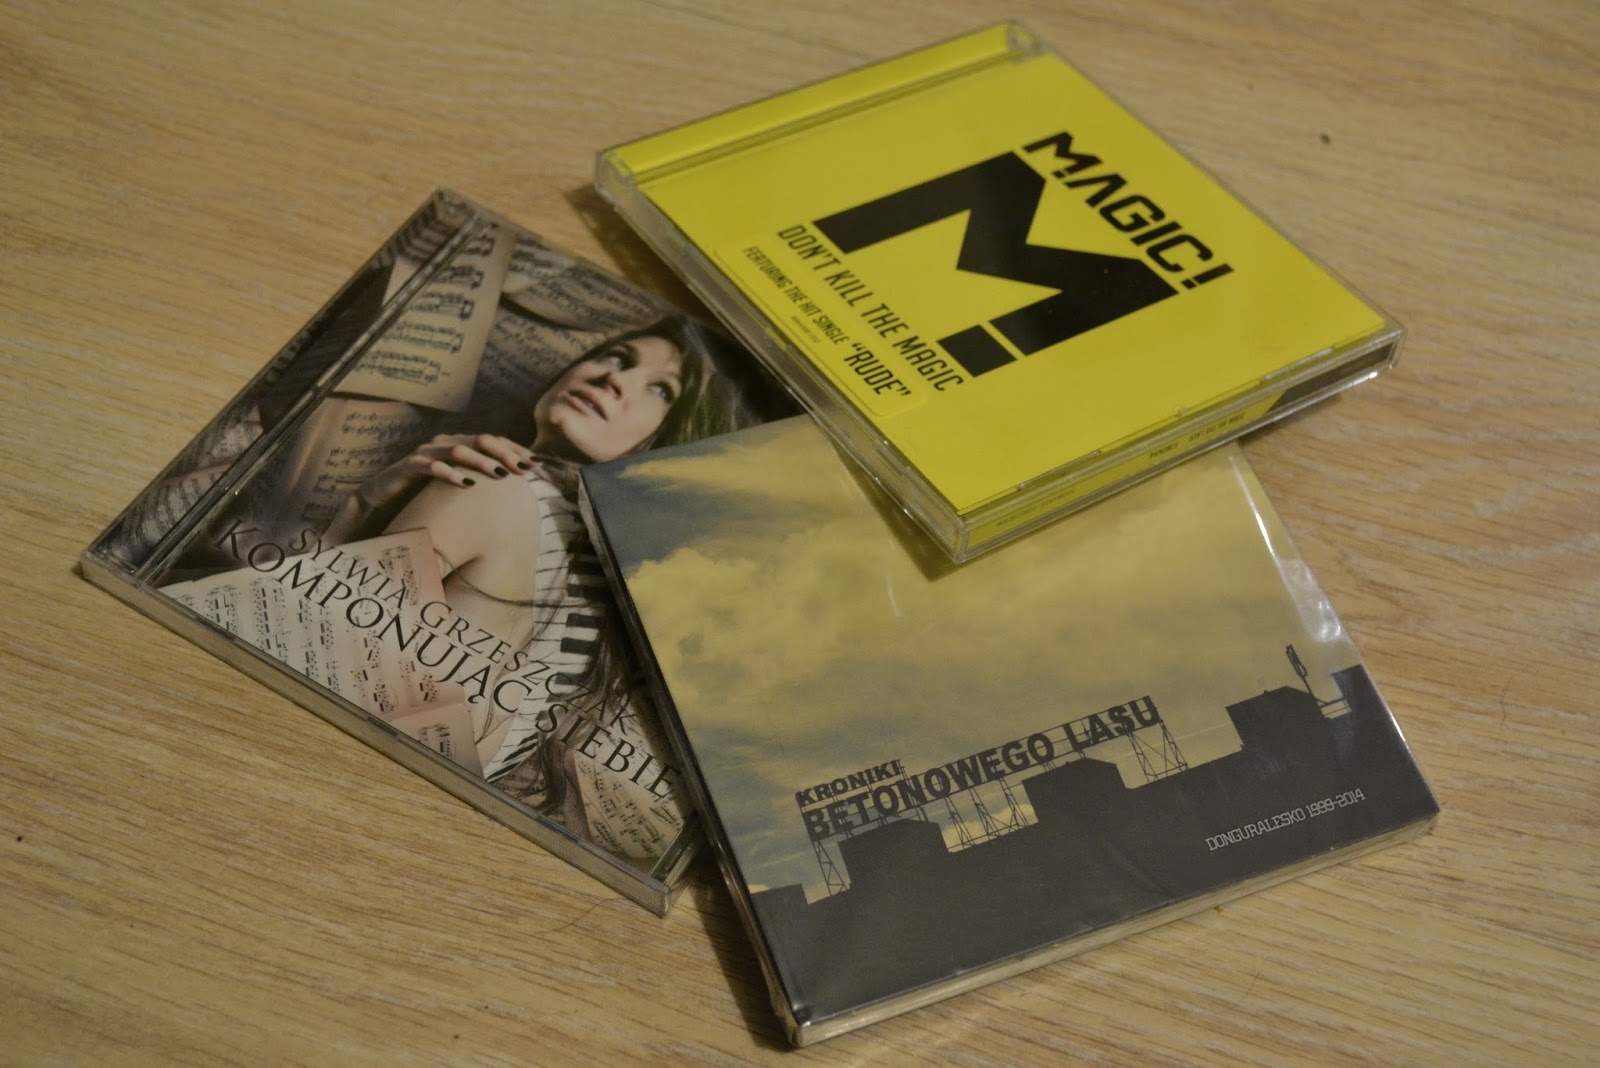 SYLWIA GRZESZCZAK
KOMPONUJĄC SIEBIE
MAGIC!
M!
DON'T KILL THE MAGIC
FEATURING THE HIT SINGLE "RUDE"
KRONIKI
BETONOWEGO LASU
DONGURALESKO 1999-2014